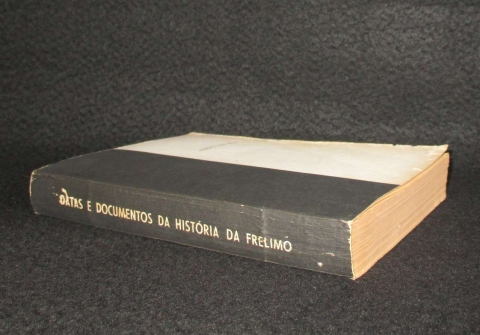 DATAS E DOCUMENTOS DA HISTÓRIA DA FRELIMO